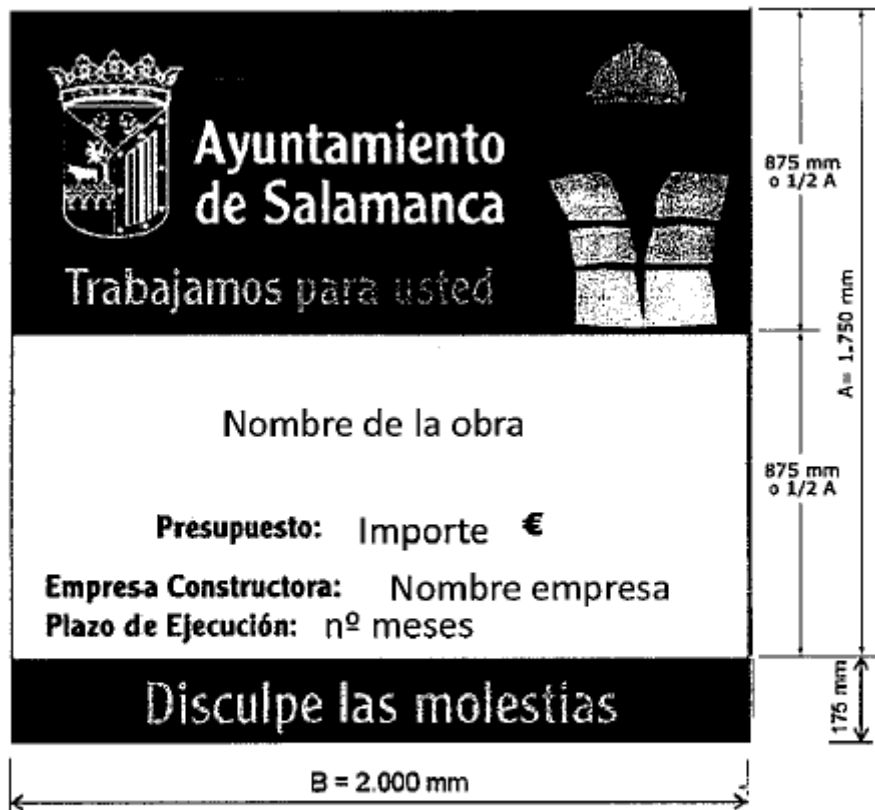 Ayuntamiento
de Salamanca
Trabajamos para usted
Nombre de la obra
Presupuesto: Importe €
Empresa Constructora: Nombre empresa
Plazo de Ejecución: nº meses
Disculpe las molestias
875 mm
o 1/2 A
875 mm
o 1/2 A
A= 1.750 mm
175 mm
B = 2.000 mm